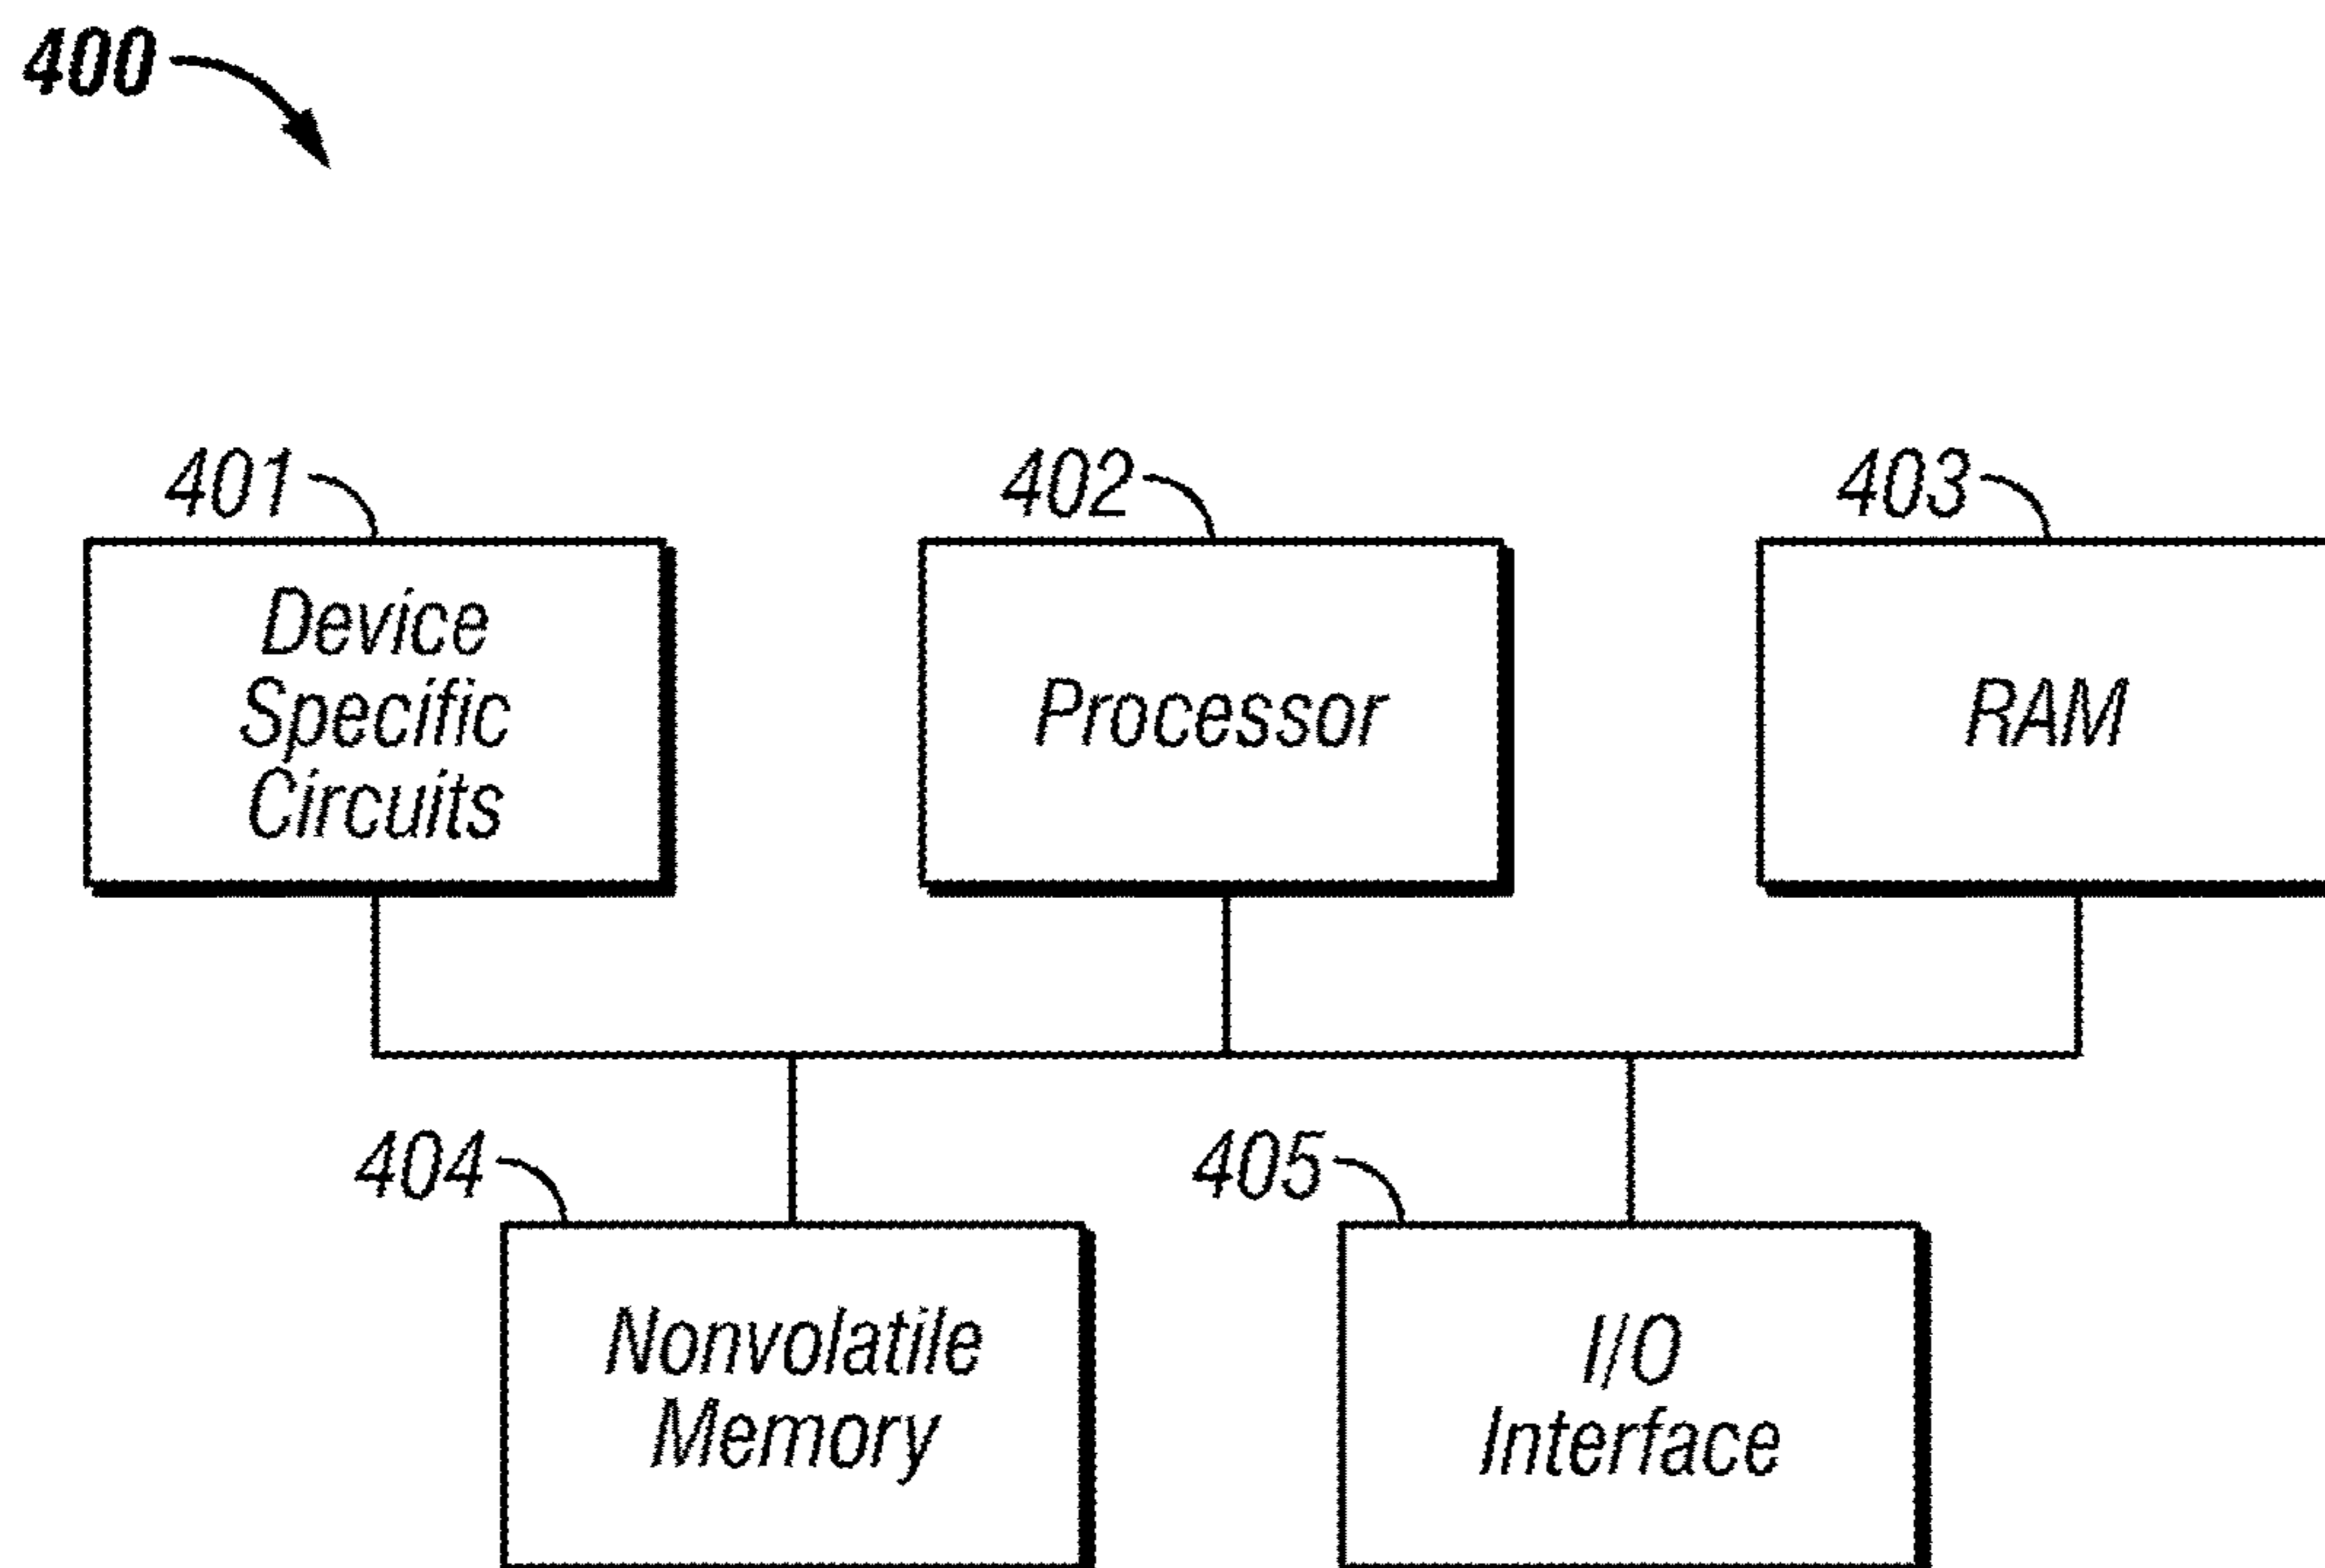 400
401
402
403
Device
Specific
Circuits
Processor
RAM
404
405
Nonvolatile
Memory
I/O
Interface